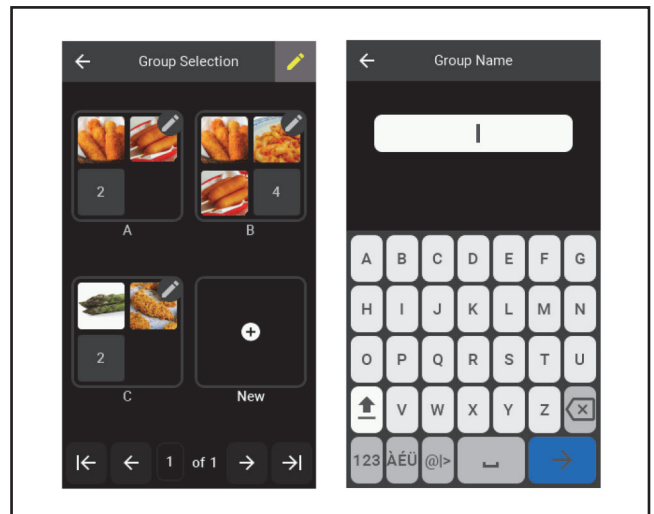 Group Selection
2
4
A
B
2
C
New
1 of 1
Group Name
A B C D E F G
H I J K L M N
O P Q R S T U
V W X Y Z
123 ÀÉÜ @|>